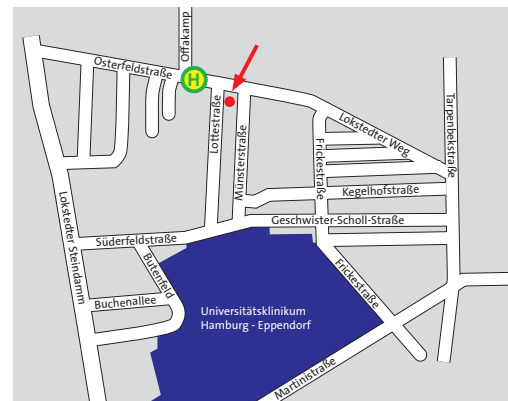 Offakamp
Osterfeldstraße
H
Lottestraße
Münsterstraße
Lokstedter Weg
Tarpenbekstraße
Frickestraße
Kegelhofstraße
Geschwister-Scholl-Straße
Lokstedter Steindamm
Süderfeldstraße
Butenfeld
Buchenallee
Frickestraße
Universitätsklinikum
Hamburg - Eppendorf
Martinistraße